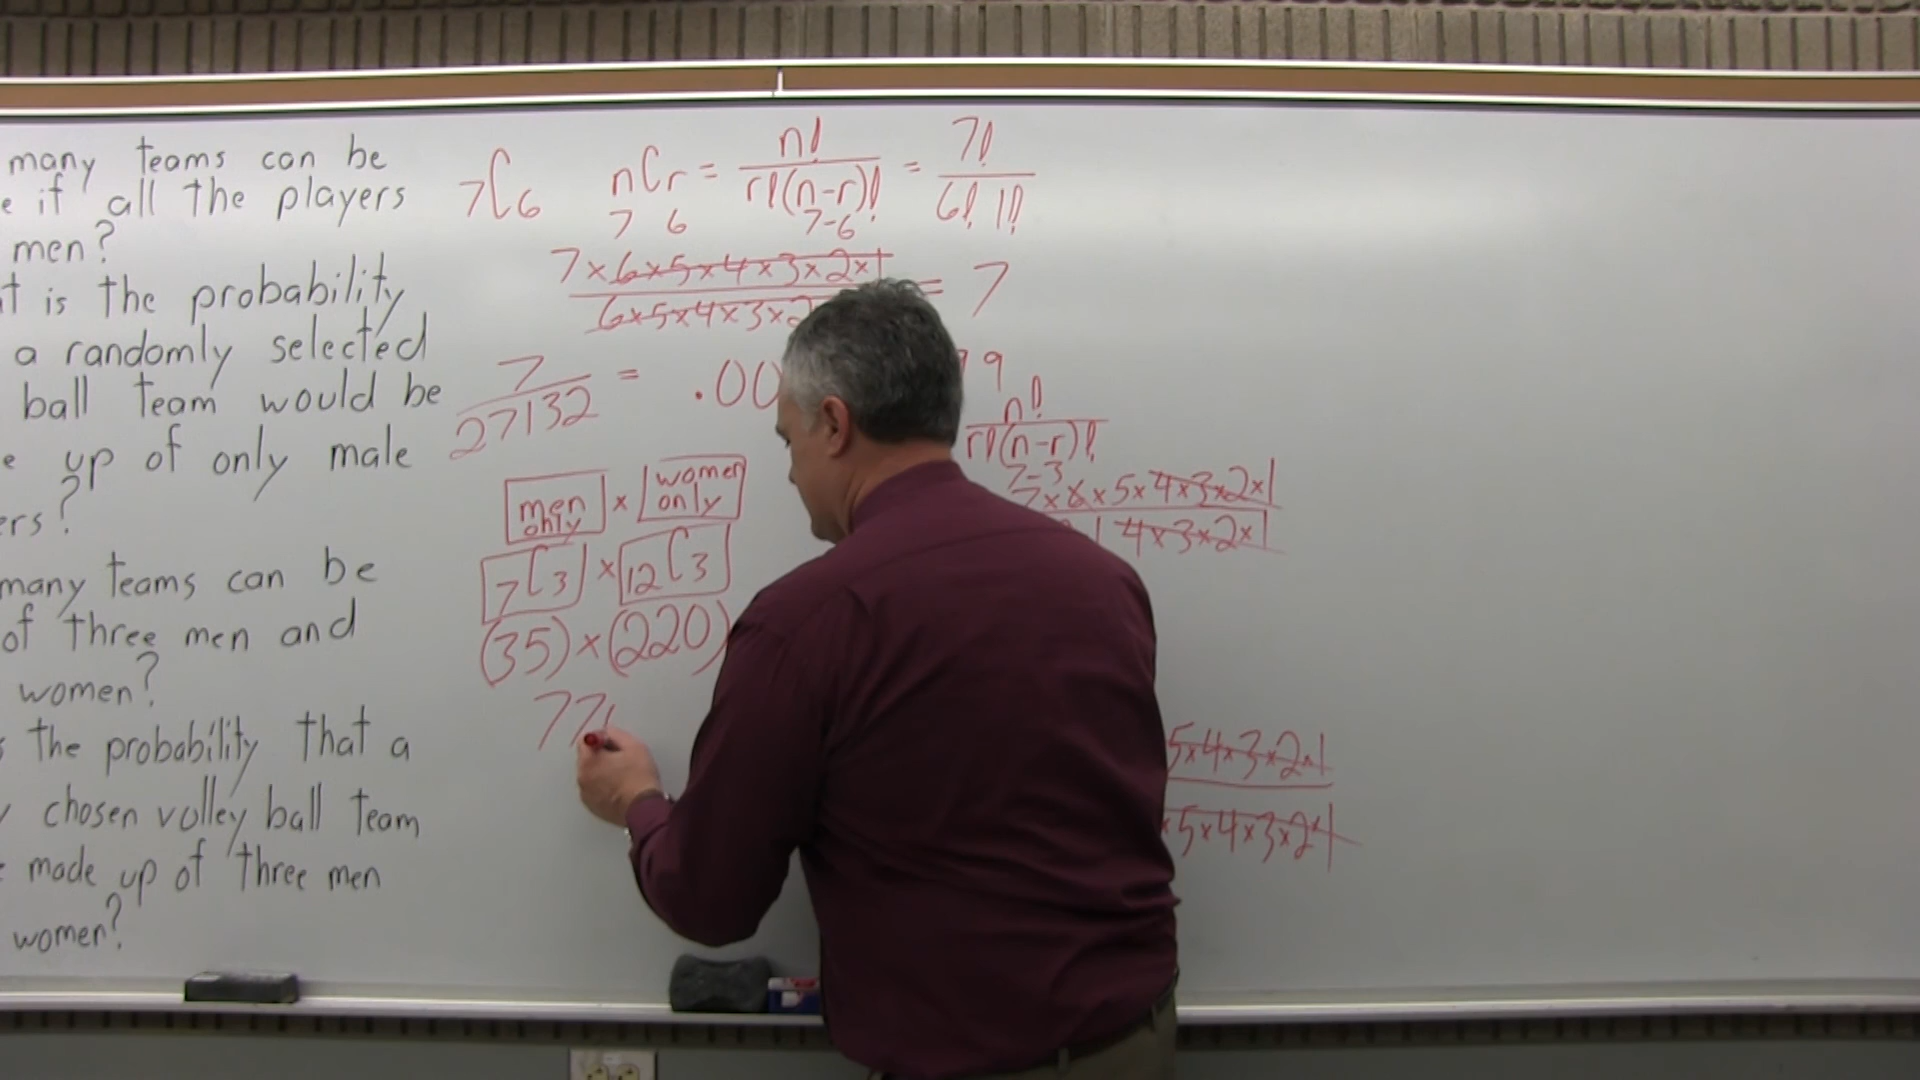 many teams can be
e if all the players
men?
t is the probability
a randomly selected
ball team would be
e up of only male
ers?
many teams can be
of three men and
women?
s the probability that a
y chosen volley ball team
made up of three men
women?
7C6 nCr = n! / r!(n-r)! = 7! / 6! 1!
7 6 7-6
7×6×5×4×3×2×1 / 6×5×4×3×2 = 7
7 / 27132 = .00 99
n! / r!(n-r)!
7-3
men only × women only
7×6×5×4×3×2×1 / 1 4×3×2×1
7C3 × 12C3
(35) × (220)
77
5×4×3×2×1
×5×4×3×2×1